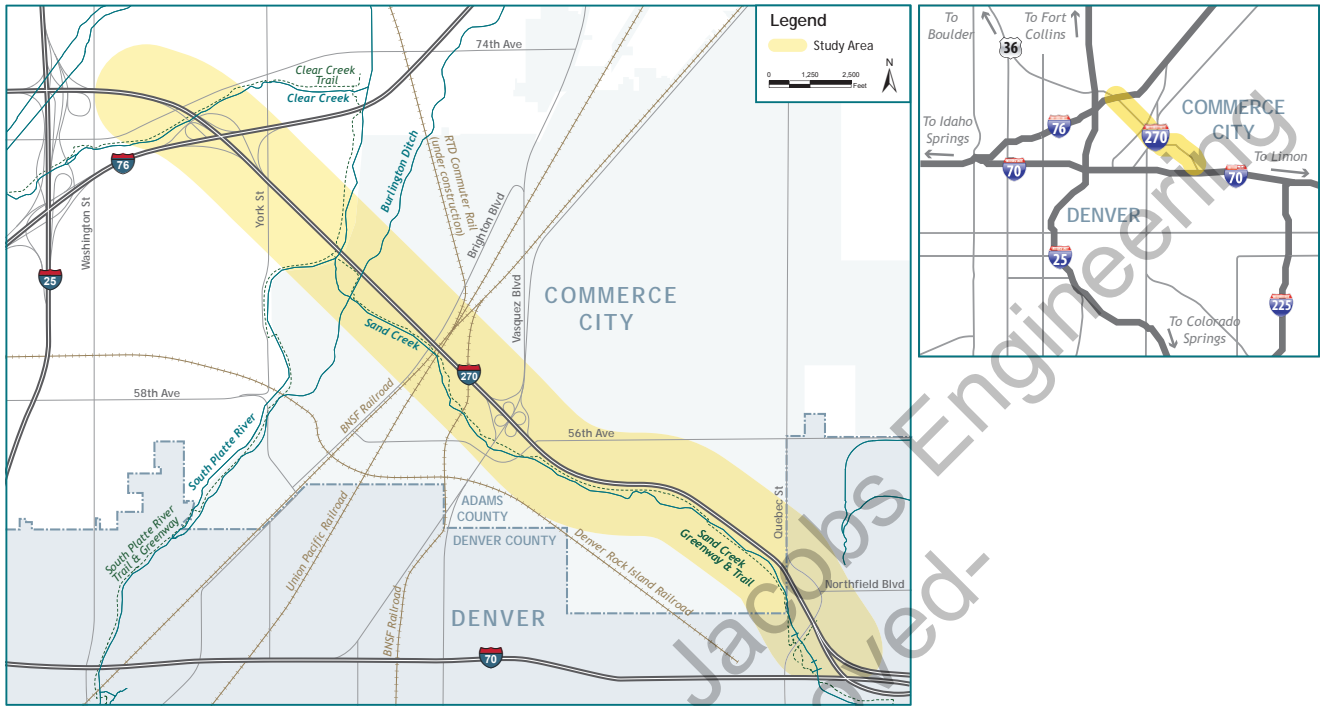 Legend
Study Area
0 1,250 2,500
Feet
N
74th Ave
Clear Creek
Trail
Clear Creek
76
Washington St
York St
25
Burlington Ditch
RTD Commuter Rail
(under construction)
Brighton Blvd
Vasquez Blvd
COMMERCE
CITY
Sand Creek
270
58th Ave
BNSF Railroad
56th Ave
South Platte River
South Platte River
Trail & Greenway
Union Pacific Railroad
ADAMS
COUNTY
DENVER COUNTY
Quebec St
Sand Creek
Greenway & Trail
Denver Rock Island Railroad
Northfield Blvd
BNSF Railroad
DENVER
70
To
Boulder
To Fort
Collins
36
COMMERCE
CITY
To Idaho
Springs
76
270
70
70
To Limon
DENVER
25
225
To Colorado
Springs
Jacobs Engineering